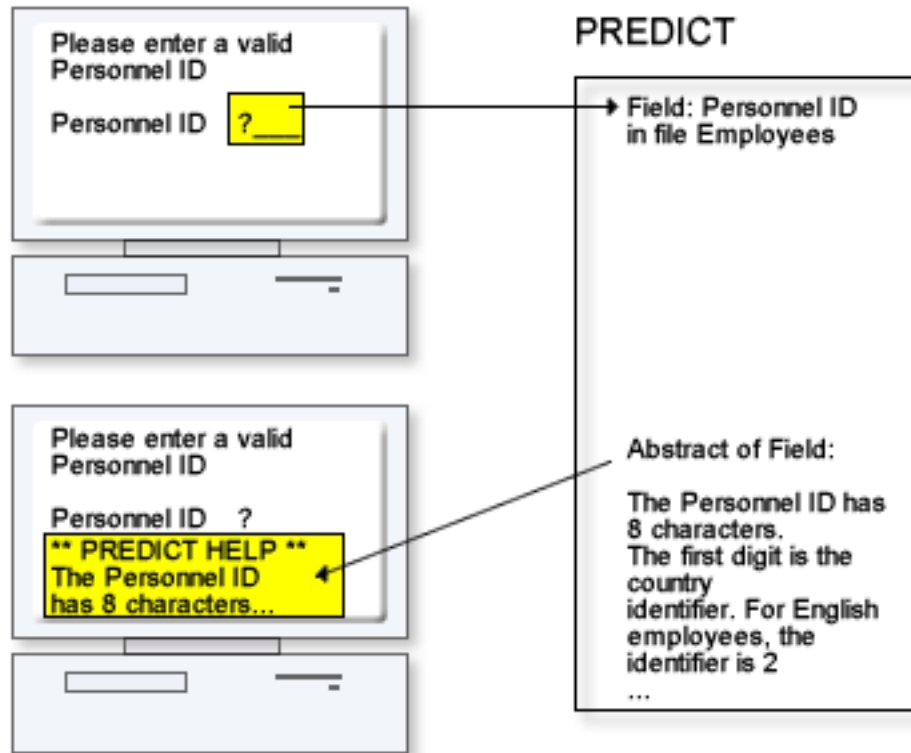 Please enter a valid
Personnel ID
Personnel ID ?___
PREDICT
Field: Personnel ID
in file Employees
Please enter a valid
Personnel ID
Personnel ID ?
** PREDICT HELP **
The Personnel ID
has 8 characters...
Abstract of Field:
The Personnel ID has
8 characters.
The first digit is the
country
identifier. For English
employees, the
identifier is 2
...